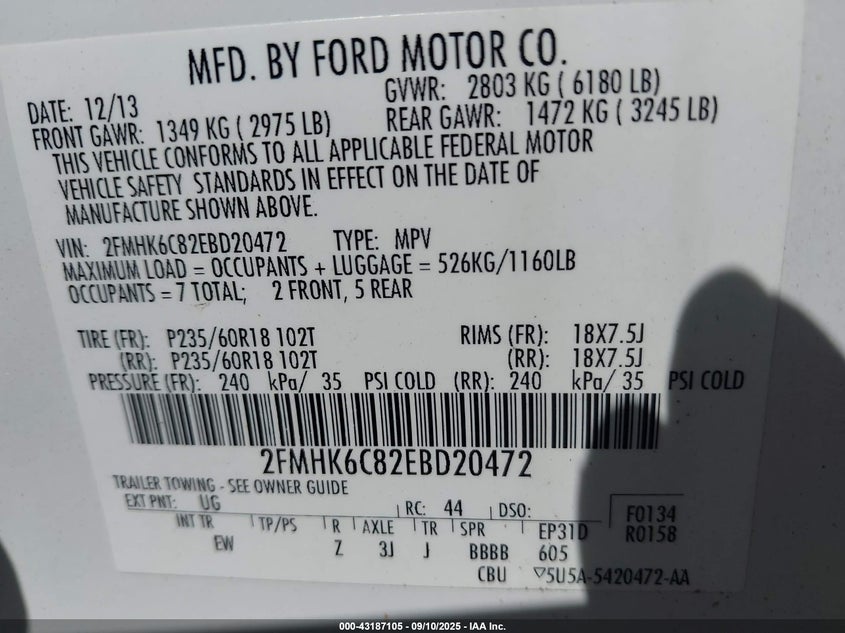 MFD. BY FORD MOTOR CO.
DATE: 12/13 GVWR: 2803 KG ( 6180 LB)
FRONT GAWR: 1349 KG ( 2975 LB) REAR GAWR: 1472 KG ( 3245 LB)
THIS VEHICLE CONFORMS TO ALL APPLICABLE FEDERAL MOTOR
VEHICLE SAFETY STANDARDS IN EFFECT ON THE DATE OF
MANUFACTURE SHOWN ABOVE.
VIN: 2FMHK6C82EBD20472 TYPE: MPV
MAXIMUM LOAD = OCCUPANTS + LUGGAGE = 526KG/1160LB
OCCUPANTS = 7 TOTAL; 2 FRONT, 5 REAR
TIRE (FR): P235/60R18 102T RIMS (FR): 18X7.5J
(RR): P235/60R18 102T (RR): 18X7.5J
PRESSURE (FR): 240 kPa/ 35 PSI COLD (RR): 240 kPa/ 35 PSI COLD
2FMHK6C82EBD20472
TRAILER TOWING - SEE OWNER GUIDE
EXT PNT: UG RC: 44 DSO: F0134
INT TR TP/PS R AXLE TR SPR EP31D R0158
EW Z 3J J BBBB 605
CBU ▽5U5A-5420472-AA
000-43187105 - 09/10/2025 - IAA Inc.